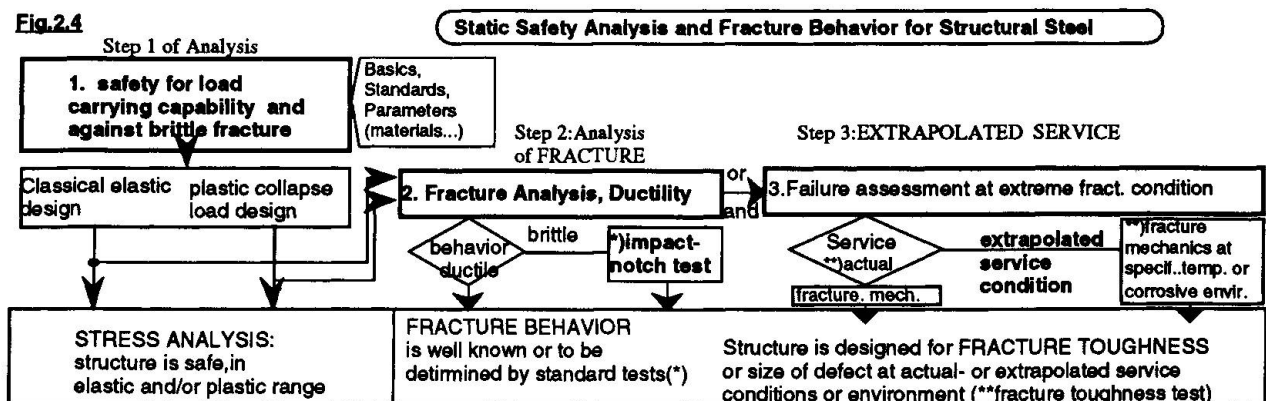 Fig.2.4
Static Safety Analysis and Fracture Behavior for Structural Steel
Step 1 of Analysis
1. safety for load
carrying capability and
against brittle fracture
Basics,
Standards,
Parameters
(materials...)
Step 2:Analysis
of FRACTURE
Step 3:EXTRAPOLATED SERVICE
Classical elastic
design
plastic collapse
load design
2. Fracture Analysis, Ductility
or
and
3.Failure assessment at extreme fract. condition
behavior
ductile
brittle
*)impact-
notch test
Service
**)actual
fracture. mech.
extrapolated
service
condition
**)fracture
mechanics at
specif..temp. or
corrosive envir.
STRESS ANALYSIS:
structure is safe,in
elastic and/or plastic range
FRACTURE BEHAVIOR
is well known or to be
detirmined by standard tests(*)
Structure is designed for FRACTURE TOUGHNESS
or size of defect at actual- or extrapolated service
conditions or environment (**fracture toughness test)